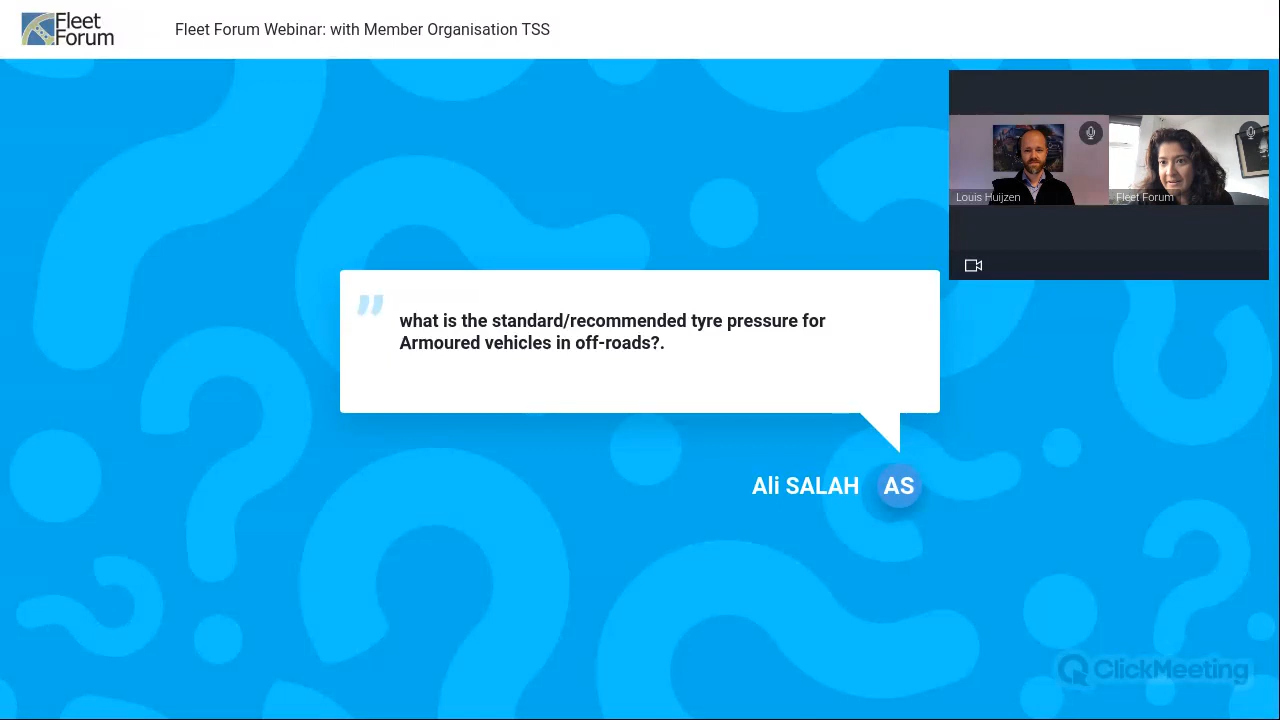 Fleet
Forum
Fleet Forum Webinar: with Member Organisation TSS
Louis Huijzen
Fleet Forum
what is the standard/recommended tyre pressure for
Armoured vehicles in off-roads?.
Ali SALAH
AS
ClickMeeting